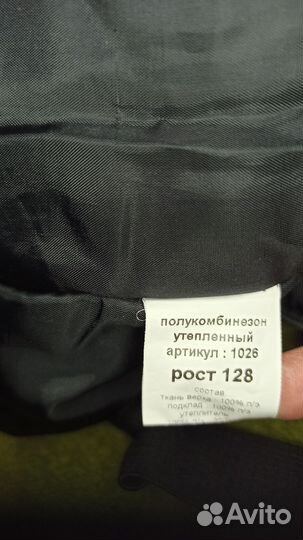 полукомбинезон
утепленный
артикул : 1026
рост 128
состав
ткань верха : 100% п/э
подклад : 100% п/э
утеплитель
Avito